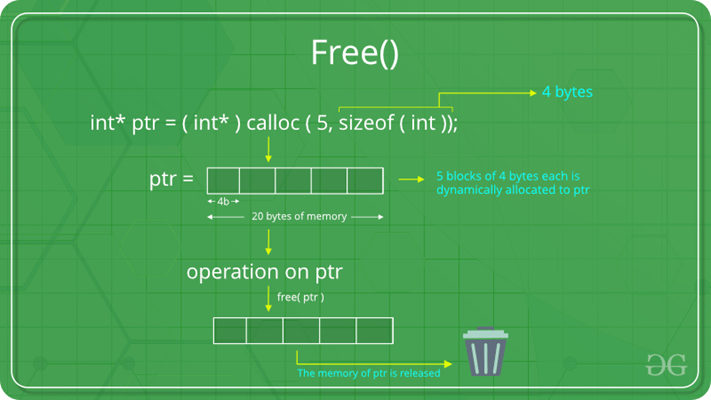 Free()
4 bytes
int* ptr = ( int* ) calloc ( 5, sizeof ( int ));
ptr =
5 blocks of 4 bytes each is
dynamically allocated to ptr
4b
20 bytes of memory
operation on ptr
free( ptr )
The memory of ptr is released